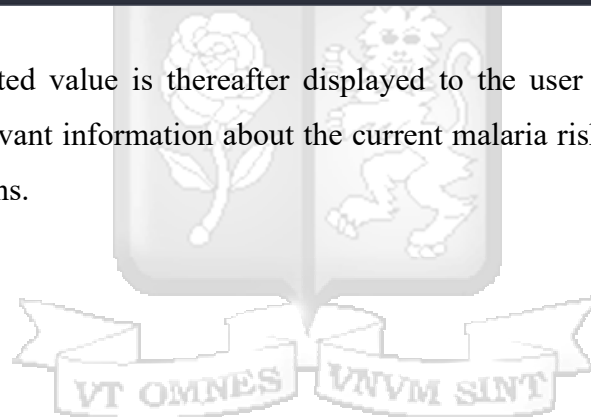 ted value is thereafter displayed to the user
vant information about the current malaria ris
ns.
VT OMNES VNVM SINT